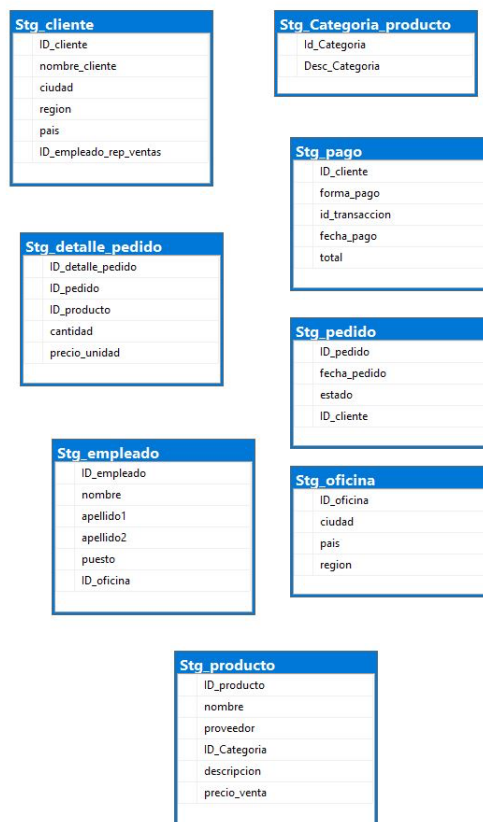 Stg_cliente
ID_cliente
nombre_cliente
ciudad
region
pais
ID_empleado_rep_ventas
Stg_Categoria_producto
Id_Categoria
Desc_Categoria
Stg_pago
ID_cliente
forma_pago
id_transaccion
fecha_pago
total
Stg_detalle_pedido
ID_detalle_pedido
ID_pedido
ID_producto
cantidad
precio_unidad
Stg_pedido
ID_pedido
fecha_pedido
estado
ID_cliente
Stg_empleado
ID_empleado
nombre
apellido1
apellido2
puesto
ID_oficina
Stg_oficina
ID_oficina
ciudad
pais
region
Stg_producto
ID_producto
nombre
proveedor
ID_Categoria
descripcion
precio_venta